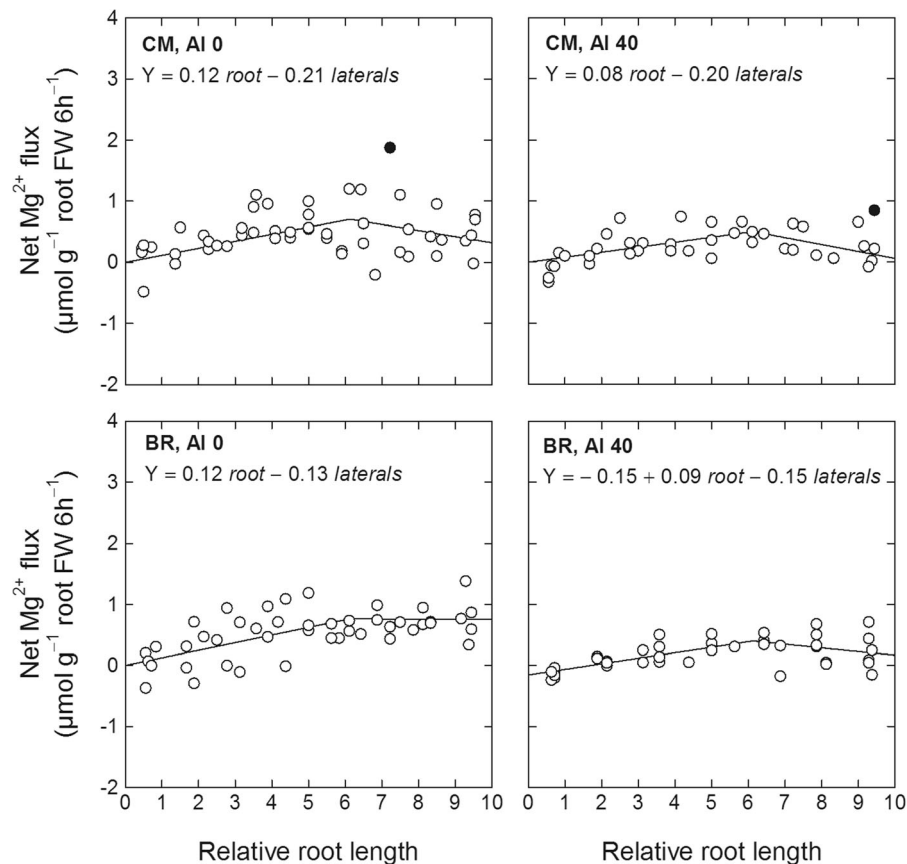 CM, Al 0
Y = 0.12 root – 0.21 laterals
CM, Al 40
Y = 0.08 root – 0.20 laterals
4
3
2
1
0
-1
-2
Net Mg²⁺ flux
(μmol g⁻¹ root FW 6h⁻¹)
BR, Al 0
Y = 0.12 root – 0.13 laterals
BR, Al 40
Y = – 0.15 + 0.09 root – 0.15 laterals
4
3
2
1
0
-1
-2
Net Mg²⁺ flux
(μmol g⁻¹ root FW 6h⁻¹)
0 1 2 3 4 5 6 7 8 9 10
0 1 2 3 4 5 6 7 8 9 10
Relative root length
Relative root length